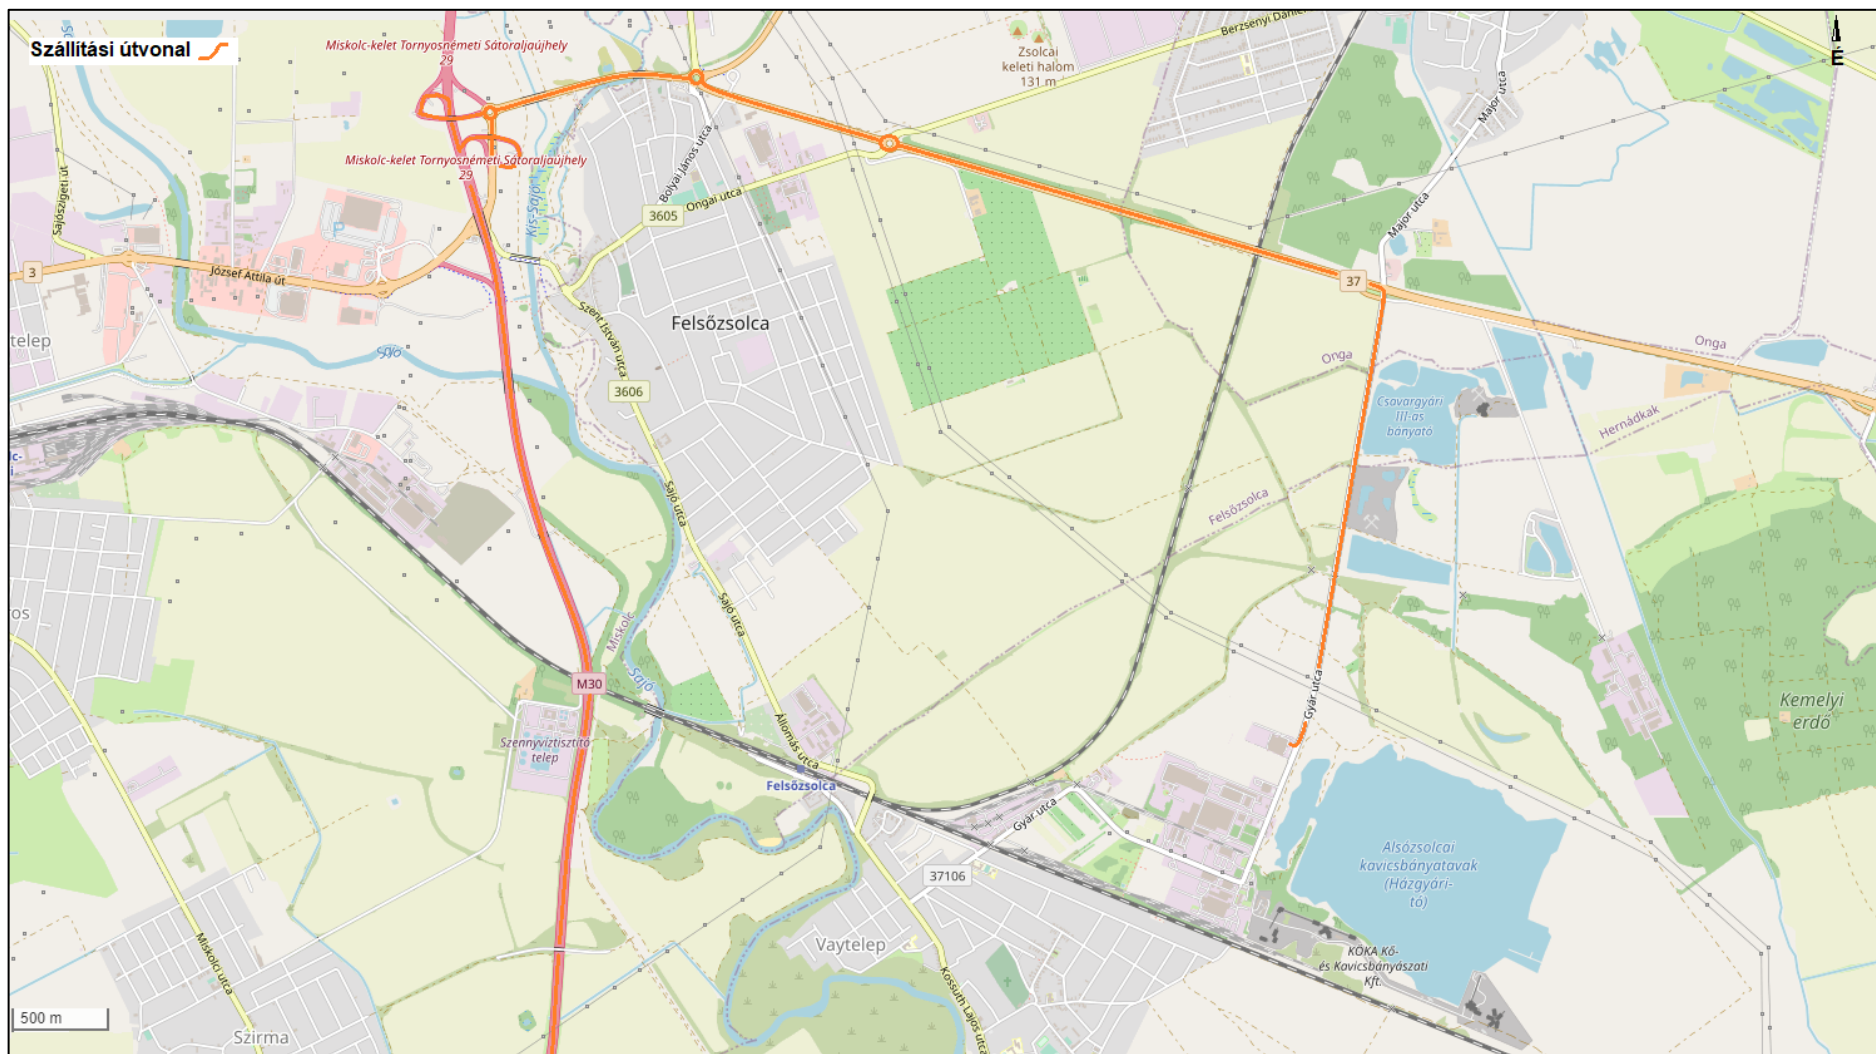 Szállítási útvonal
Miskolc-kelet Tornyosnémeti Sátoraljaújhely
29
Zsolcai
keleti halom
131 m
Berzsenyi Dániel
É
Major utca
Miskolc-kelet Tornyosnémeti Sátoraljaújhely
29
Bolyai János utca
Sajószigeti út
Kis-Sajó
Ongai utca
3605
Major utca
3
József Attila út
37
Szent István utca
Felsőzsolca
telep
Sajó
Onga
Onga
3606
Csavargyári
III-as
bányató
Hernádkak
Sajó utca
Felsőzsolca
Sajó utca
ros
Miskolc
Sajó
M30
Gyár utca
Kemelyi
erdő
Szennyvíztisztító
telep
Állomás utca
Felsőzsolca
Gyár utca
Alsózsolcai
kavicsbányatavak
(Házgyári-
tó)
37106
Vaytelep
Miskolci utca
KÖKA Kő-
és Kavicsbányászati
Kft.
Kossuth Lajos utca
500 m
Szirma